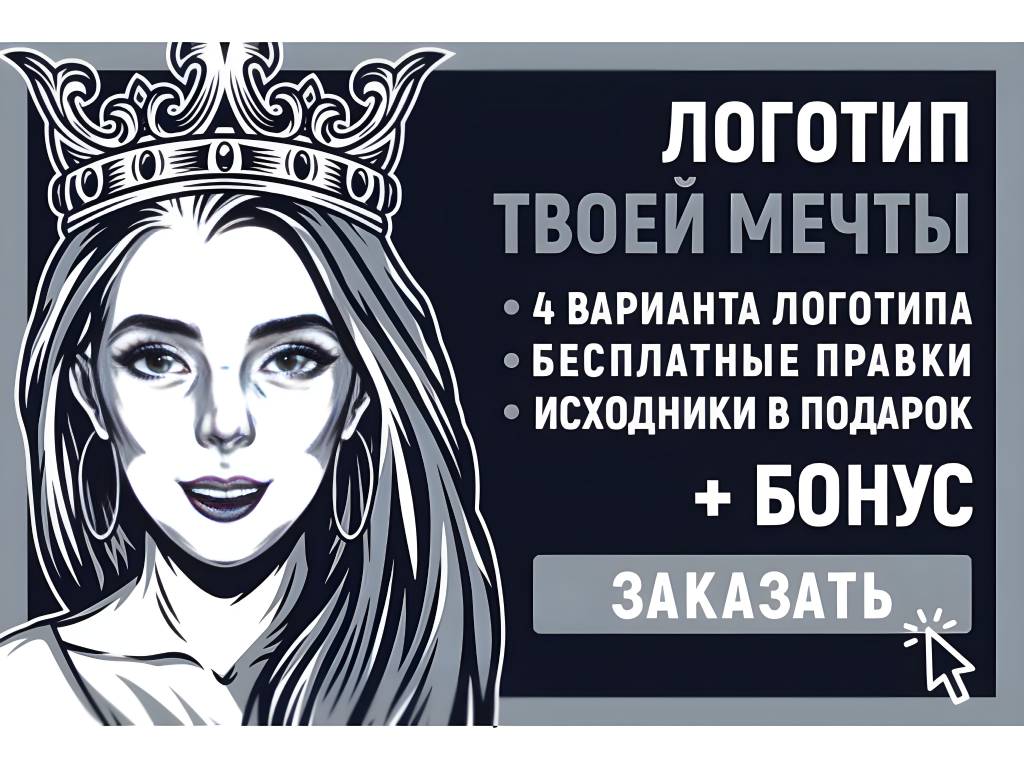 ЛОГОТИП
ТВОЕЙ МЕЧТЫ
• 4 ВАРИАНТА ЛОГОТИПА
• БЕСПЛАТНЫЕ ПРАВКИ
• ИСХОДНИКИ В ПОДАРОК
+ БОНУС
ЗАКАЗАТЬ